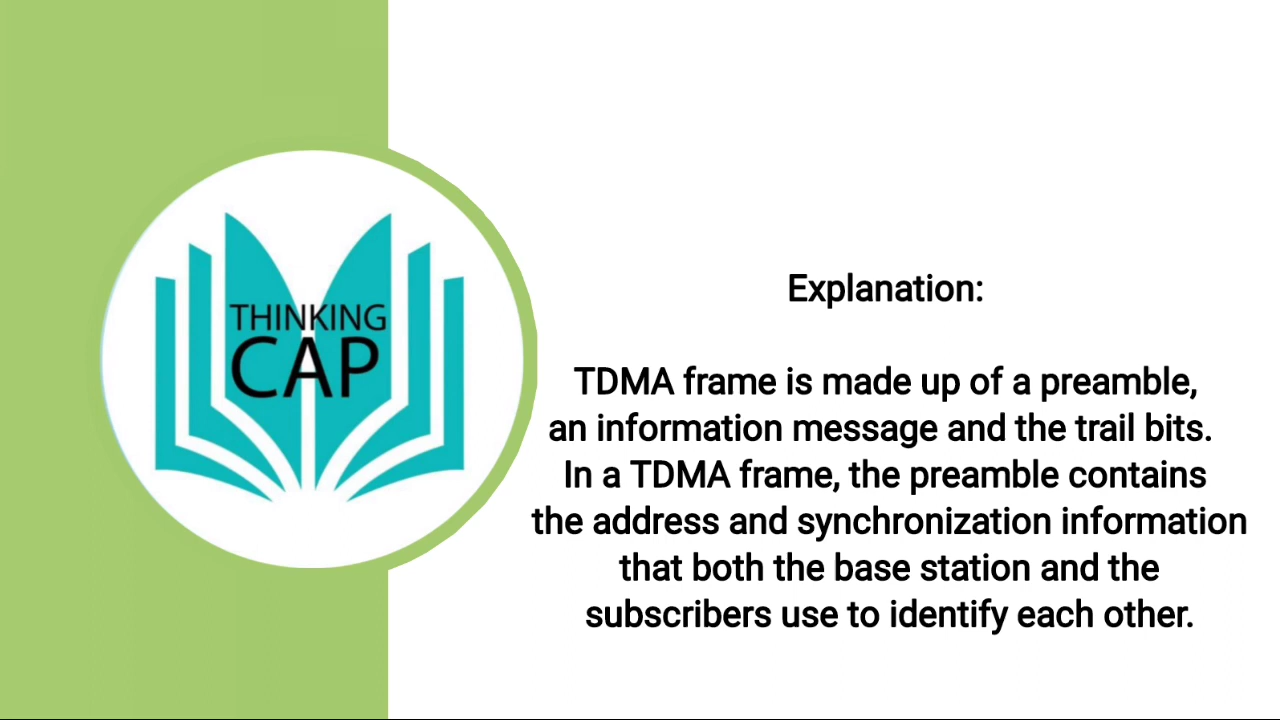 THINKING
CAP
Explanation:
TDMA frame is made up of a preamble,
an information message and the trail bits.
In a TDMA frame, the preamble contains
the address and synchronization information
that both the base station and the
subscribers use to identify each other.